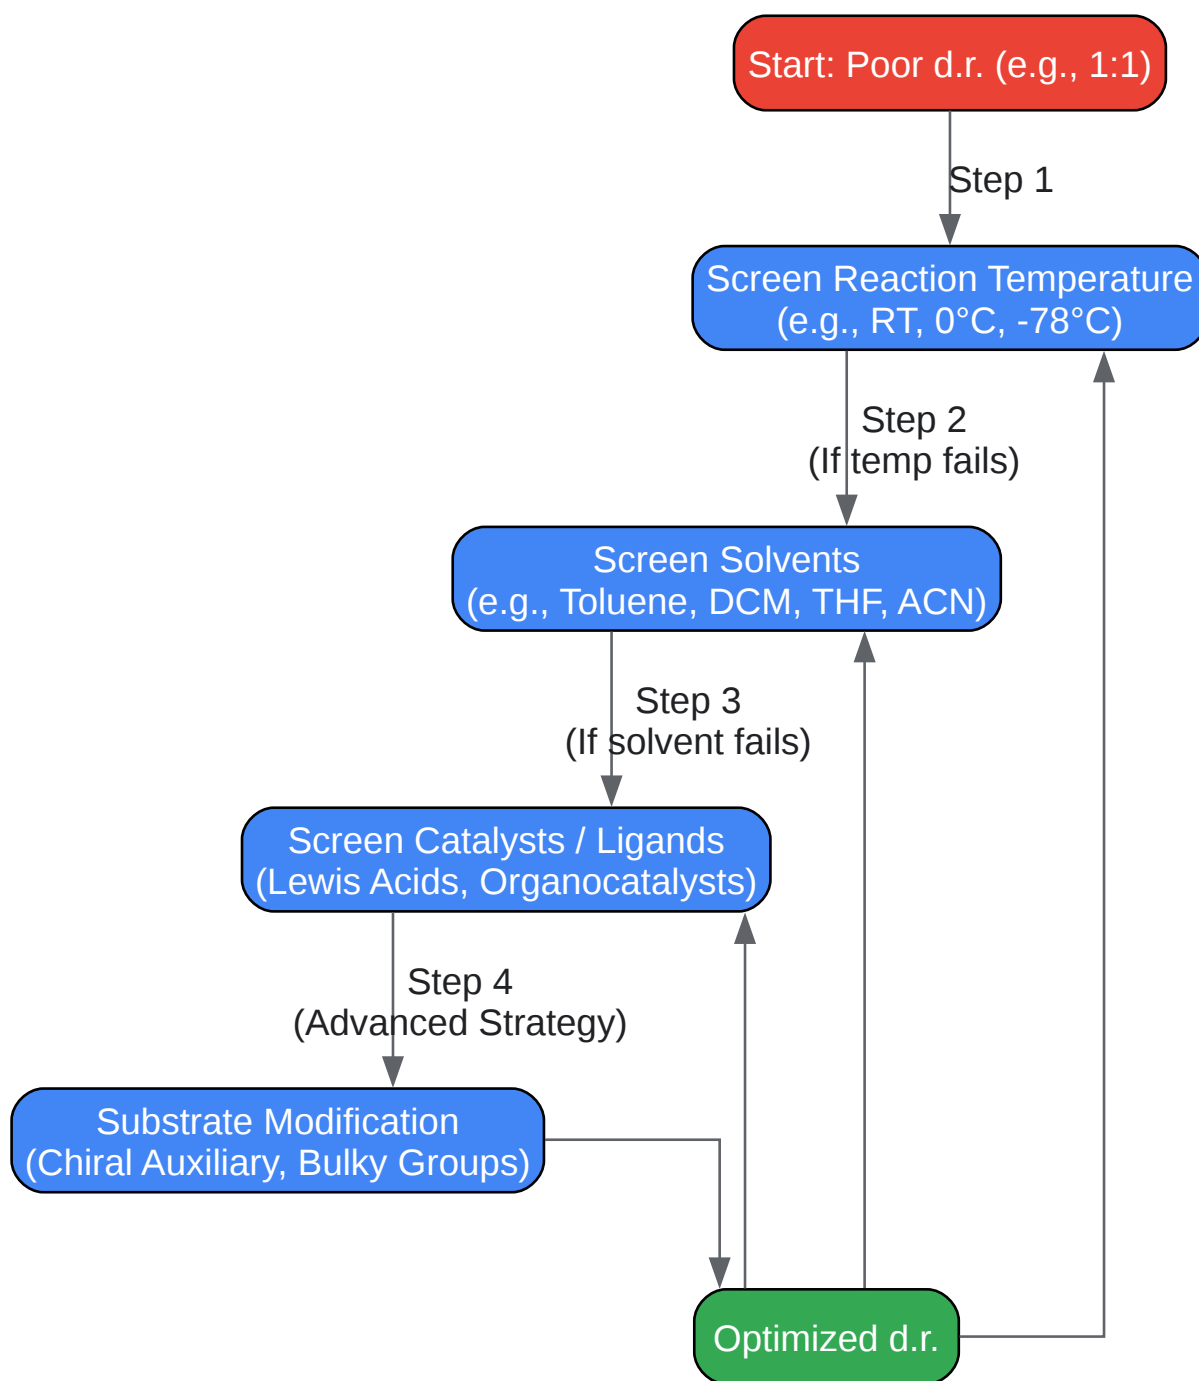 Start: Poor d.r. (e.g., 1:1)
Step 1
Screen Reaction Temperature
(e.g., RT, 0°C, -78°C)
Step 2
(If temp fails)
Screen Solvents
(e.g., Toluene, DCM, THF, ACN)
Step 3
(If solvent fails)
Screen Catalysts / Ligands
(Lewis Acids, Organocatalysts)
Step 4
(Advanced Strategy)
Substrate Modification
(Chiral Auxiliary, Bulky Groups)
Optimized d.r.